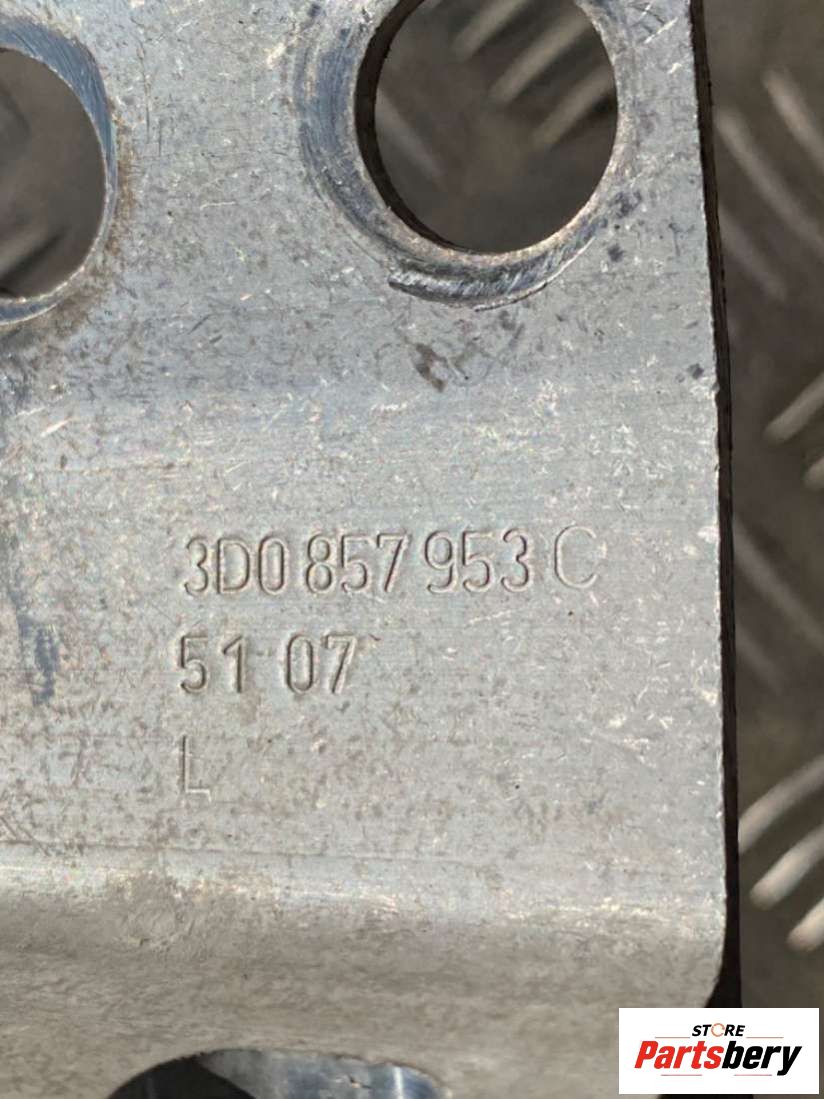 3D0 857 953 C
51 07
L
STORE
Partsbery